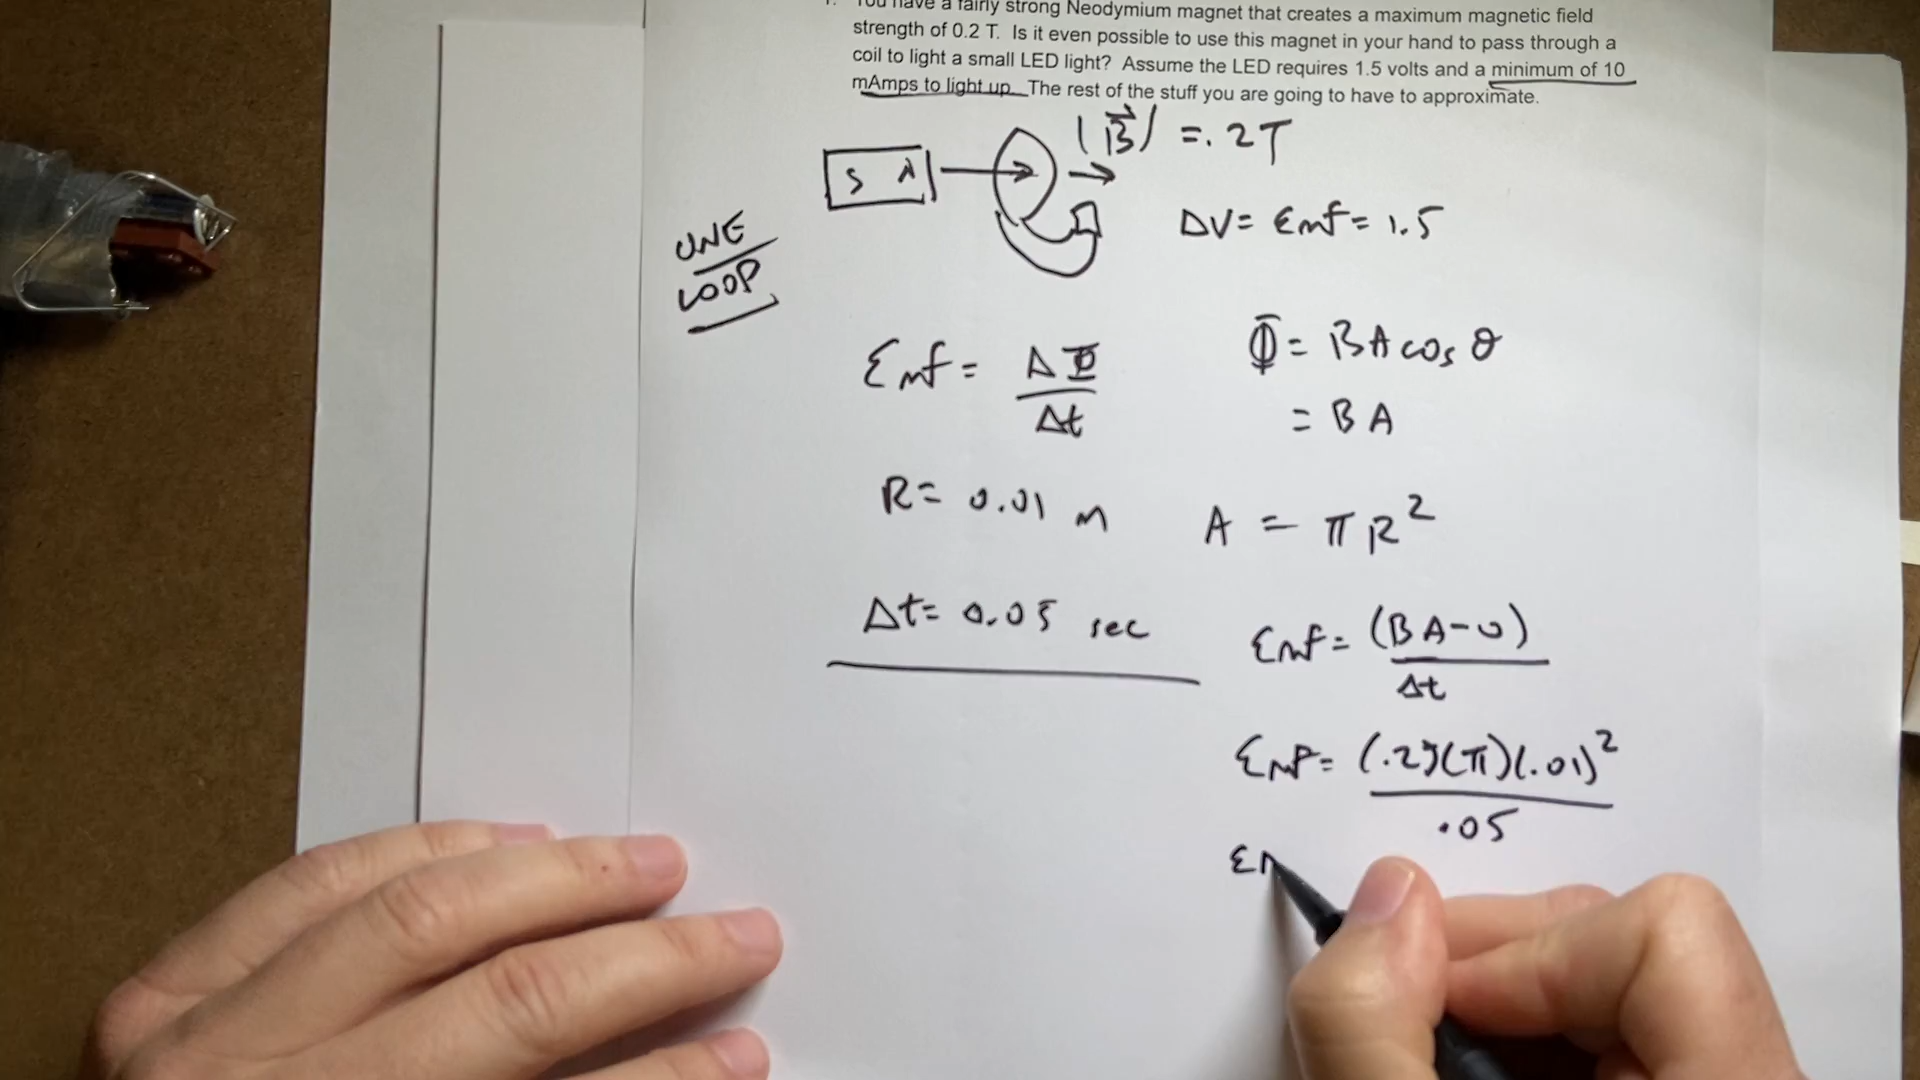 You have a fairly strong Neodymium magnet that creates a maximum magnetic field
strength of 0.2 T. Is it even possible to use this magnet in your hand to pass through a
coil to light a small LED light? Assume the LED requires 1.5 volts and a minimum of 10
mAmps to light up. The rest of the stuff you are going to have to approximate.
|B⃗| = .2T
S N
ΔV = Emf = 1.5
ONE
LOOP
Emf = ΔΦ/Δt
Φ = BA cos θ
= BA
R = 0.01 m
A = πR²
Δt = 0.05 sec
Emf = (BA-0)/Δt
Emf = (.2)(π)(.01)²/.05
Em